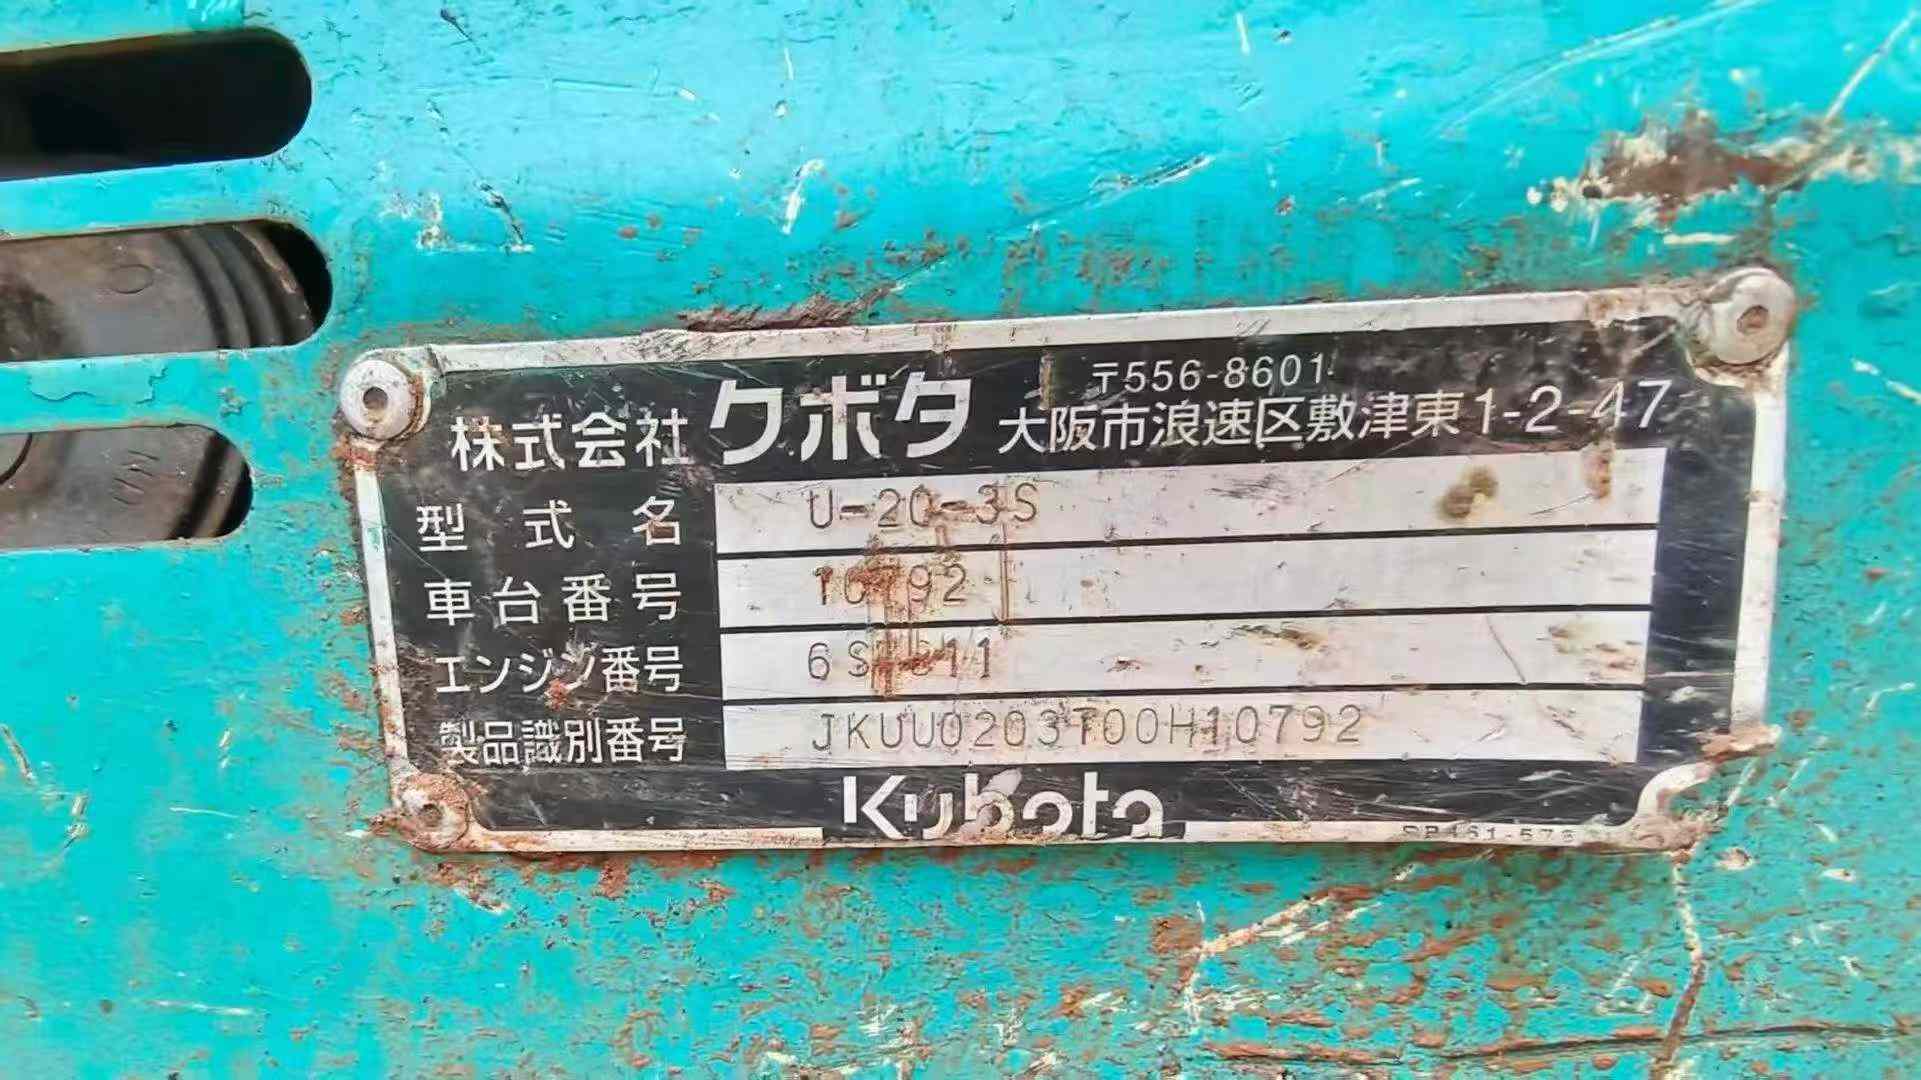 〒556-8601
株式会社 クボタ 大阪市浪速区敷津東1-2-47
型式名 U-20-3S
車台番号 10792
エンジン番号
製品識別番号 JKUU0203T00H10792
Kubota